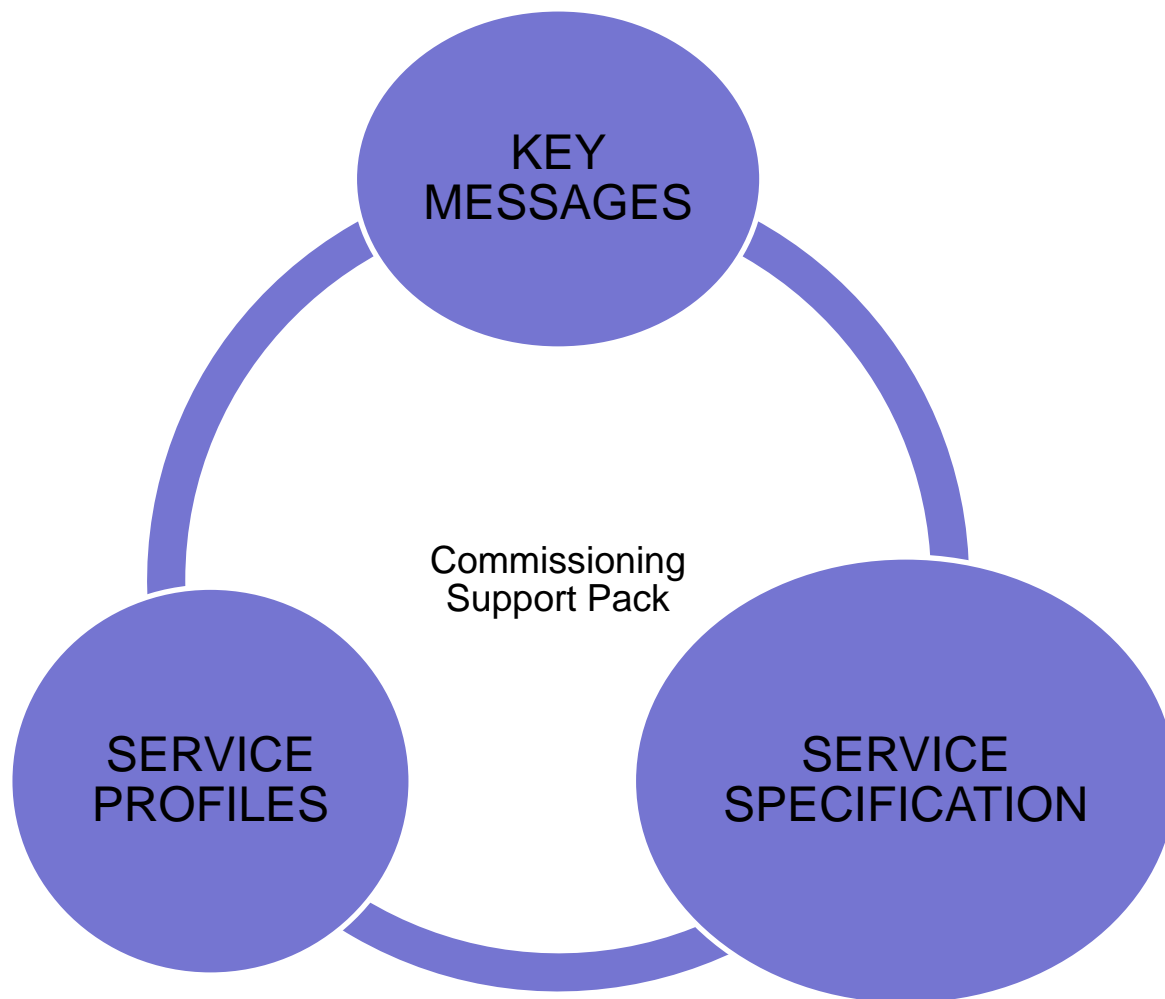 KEY
MESSAGES
Commissioning
Support Pack
SERVICE
PROFILES
SERVICE
SPECIFICATION